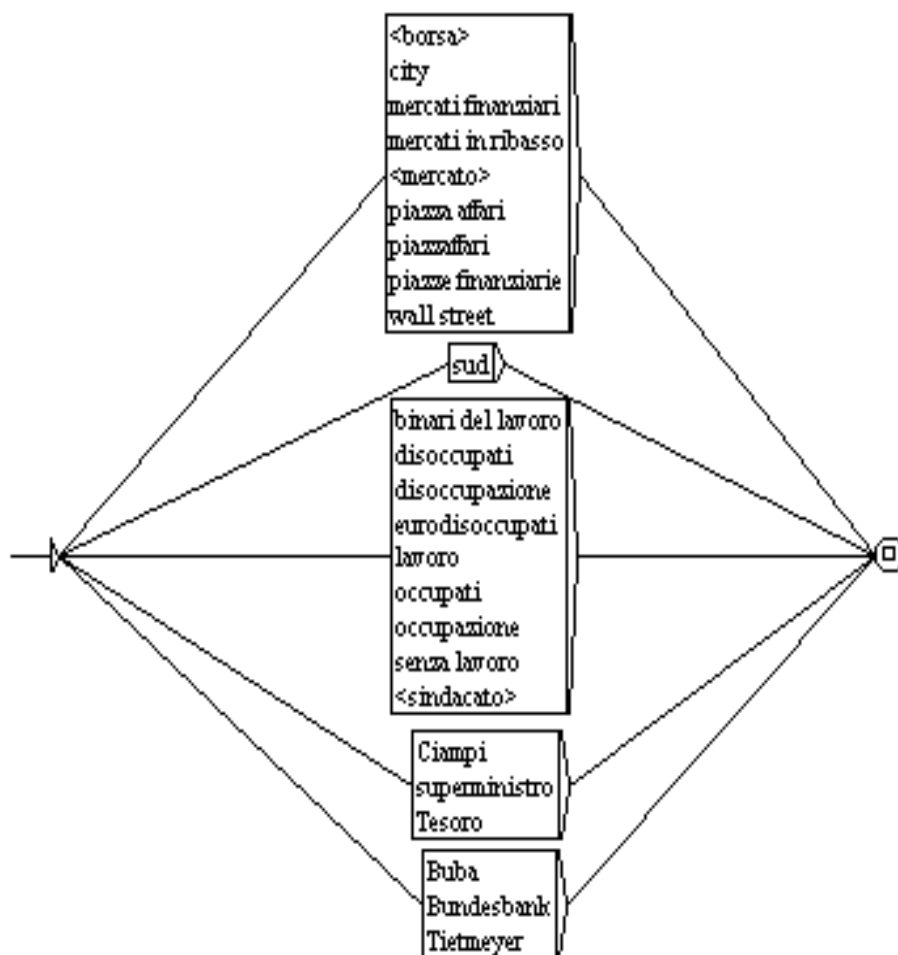 <borsa>
city
mercati finanziari
mercati in ribasso
<mercato>
piazza affari
piazzaffari
piazze finanziarie
wall street
sud
binari del lavoro
disoccupati
disoccupazione
eurodisoccupati
lavoro
occupati
occupazione
senza lavoro
<sindacato>
Ciampi
superministro
Tesoro
Buba
Bundesbank
Tietmeyer